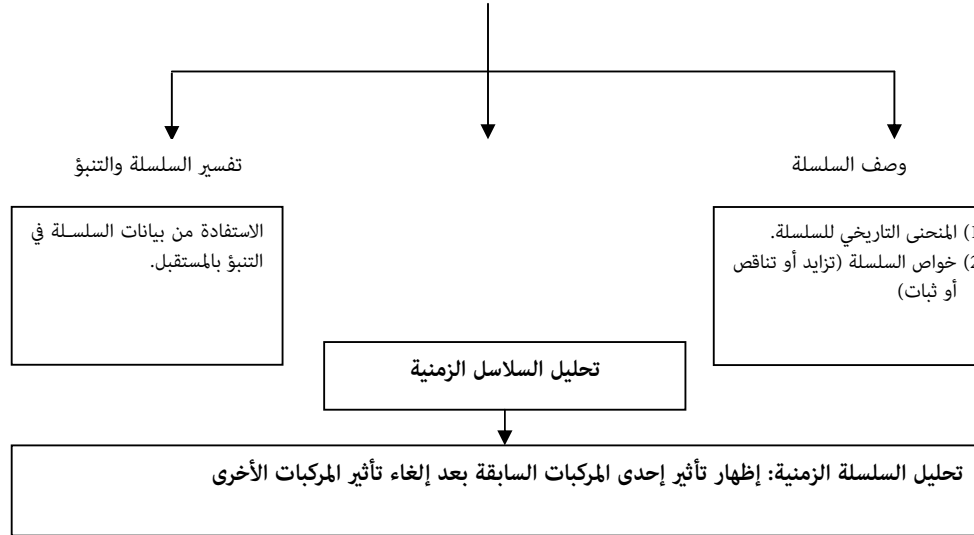 وصف السلسلة
تفسير السلسلة والتنبؤ
1) المنحنى التاريخي للسلسلة.
2) خواص السلسلة (تزايد أو تناقص
أو ثبات)
الاستفادة من بيانات السلسلة في
التنبؤ بالمستقبل.
تحليل السلاسل الزمنية
تحليل السلسلة الزمنية: إظهار تأثير إحدى المركبات السابقة بعد إلغاء تأثير المركبات الأخرى